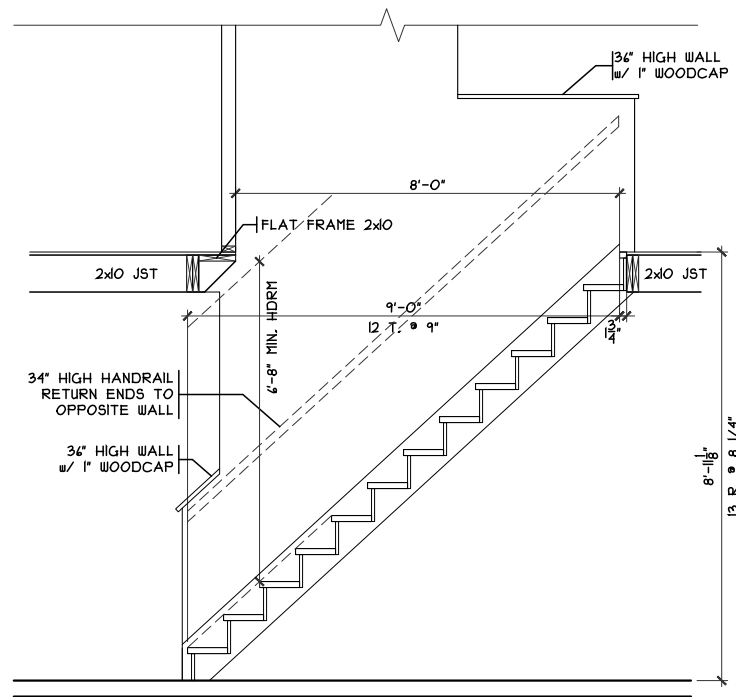 36" HIGH WALL
w/ 1" WOODCAP
8'-0"
FLAT FRAME 2x10
2x10 JST
2x10 JST
9'-0"
12 T. @ 9"
1 3/4"
6'-8" MIN. HDRM
34" HIGH HANDRAIL
RETURN ENDS TO
OPPOSITE WALL
36" HIGH WALL
w/ 1" WOODCAP
8'-11 1/8"
13 R @ 8 1/4"